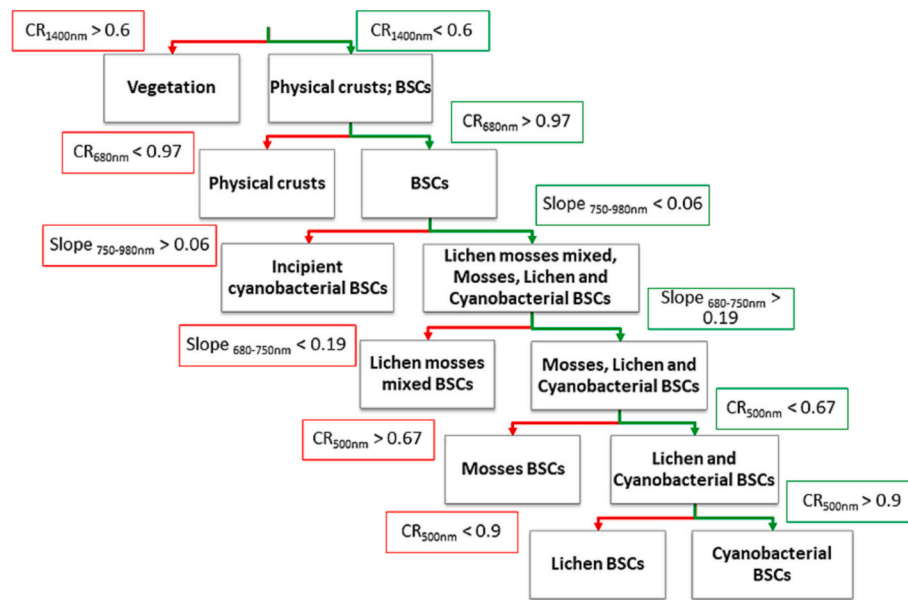 CR1400nm > 0.6
CR1400nm < 0.6
Vegetation
Physical crusts; BSCs
CR680nm > 0.97
CR680nm < 0.97
Physical crusts
BSCs
Slope 750-980nm < 0.06
Slope 750-980nm > 0.06
Incipient
cyanobacterial BSCs
Lichen mosses mixed,
Mosses, Lichen and
Cyanobacterial BSCs
Slope 680-750nm >
0.19
Slope 680-750nm < 0.19
Lichen mosses
mixed BSCs
Mosses, Lichen and
Cyanobacterial BSCs
CR500nm < 0.67
CR500nm > 0.67
Mosses BSCs
Lichen and
Cyanobacterial BSCs
CR500nm > 0.9
CR500nm < 0.9
Lichen BSCs
Cyanobacterial
BSCs